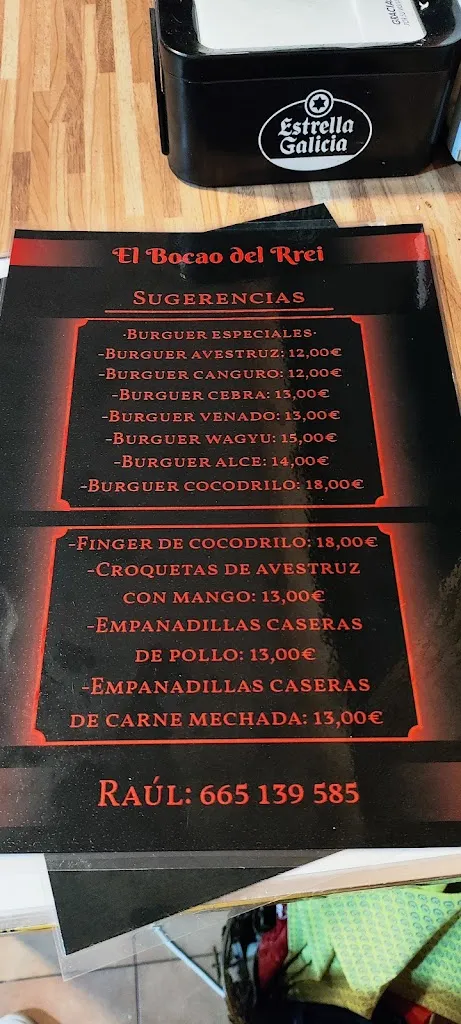 GRACIAS
Estrella
Galicia
El Bocao del Rrei
Sugerencias
·Burguer especiales·
-Burguer avestruz: 12,00€
-Burguer canguro: 12,00€
-Burguer cebra: 13,00€
-Burguer venado: 13,00€
-Burguer wagyu: 15,00€
-Burguer alce: 14,00€
-Burguer cocodrilo: 18,00€
-Finger de cocodrilo: 18,00€
-Croquetas de avestruz
con mango: 13,00€
-Empanadillas caseras
de pollo: 13,00€
-Empanadillas caseras
de carne mechada: 13,00€
Raúl: 665 139 585